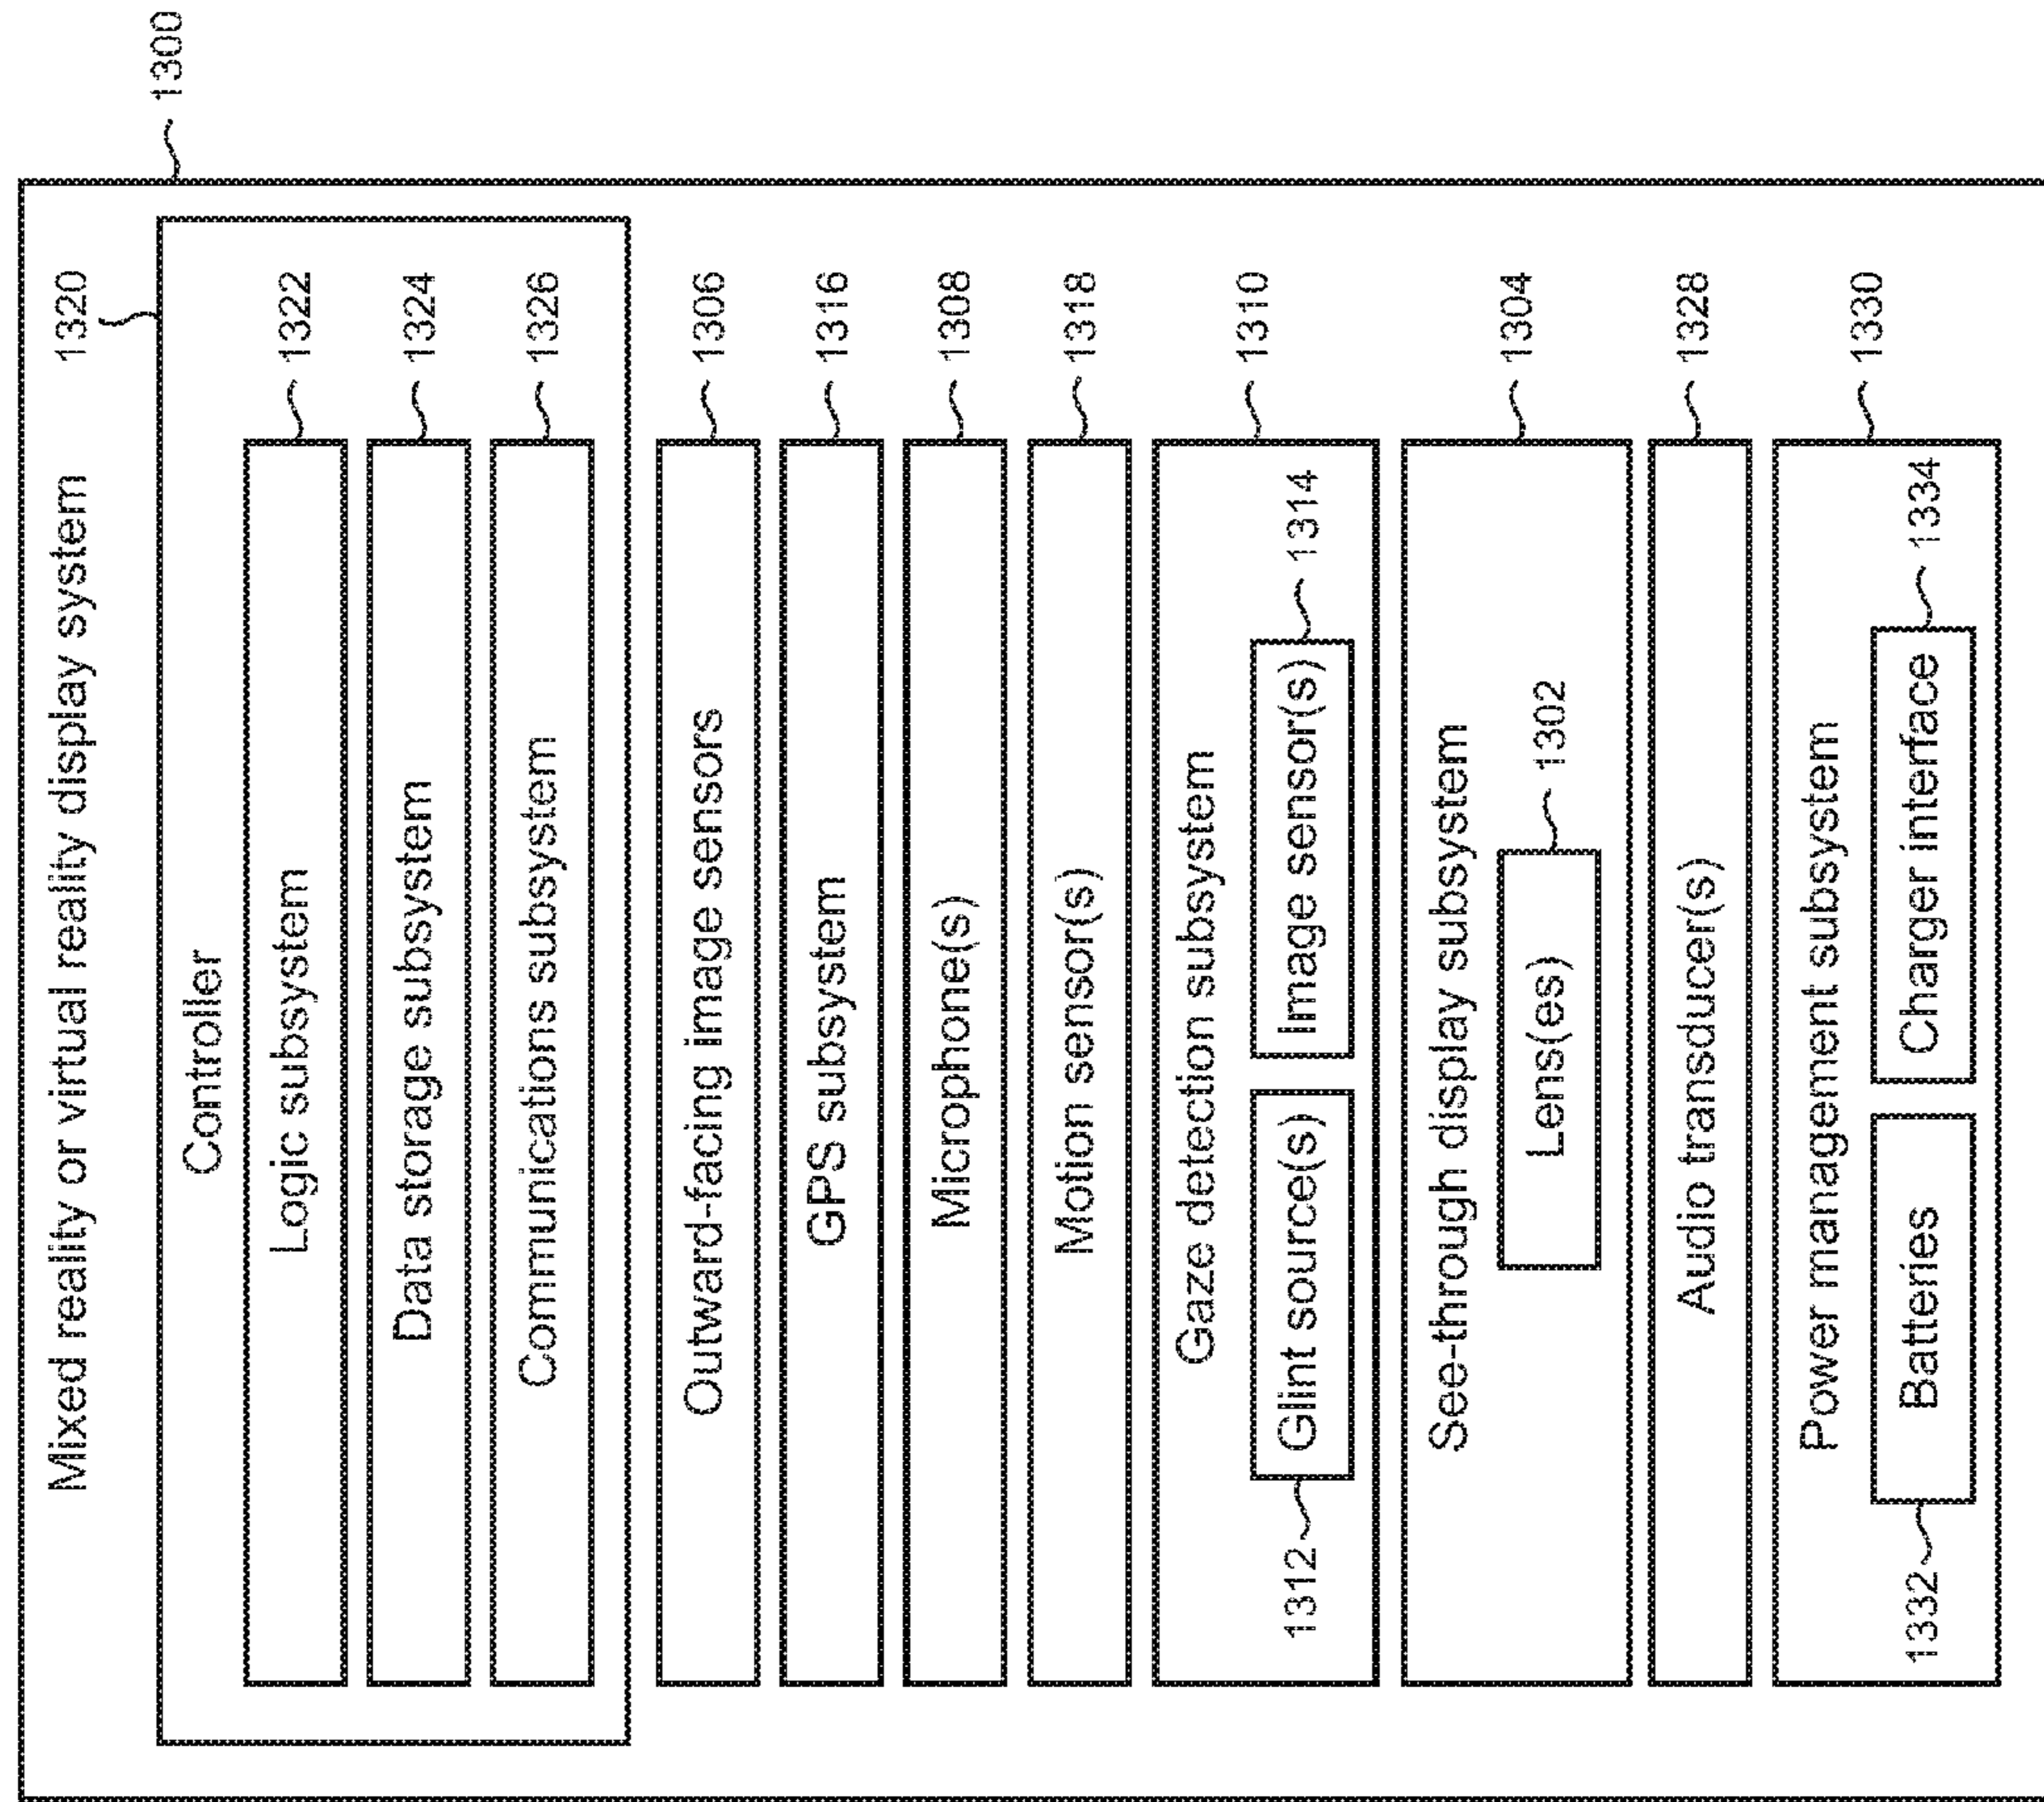 1300
Mixed reality or virtual reality display system
1320
Controller
Logic subsystem
1322
Data storage subsystem
1324
Communications subsystem
1326
Outward-facing image sensors
1306
GPS subsystem
1316
Microphone(s)
1308
Motion sensor(s)
1318
Gaze detection subsystem
1310
1312
Glint source(s)
Image sensor(s)
1314
See-through display subsystem
1304
Lens(es)
1302
Audio transducer(s)
1328
Power management subsystem
1330
1332
Batteries
Charger interface
1334